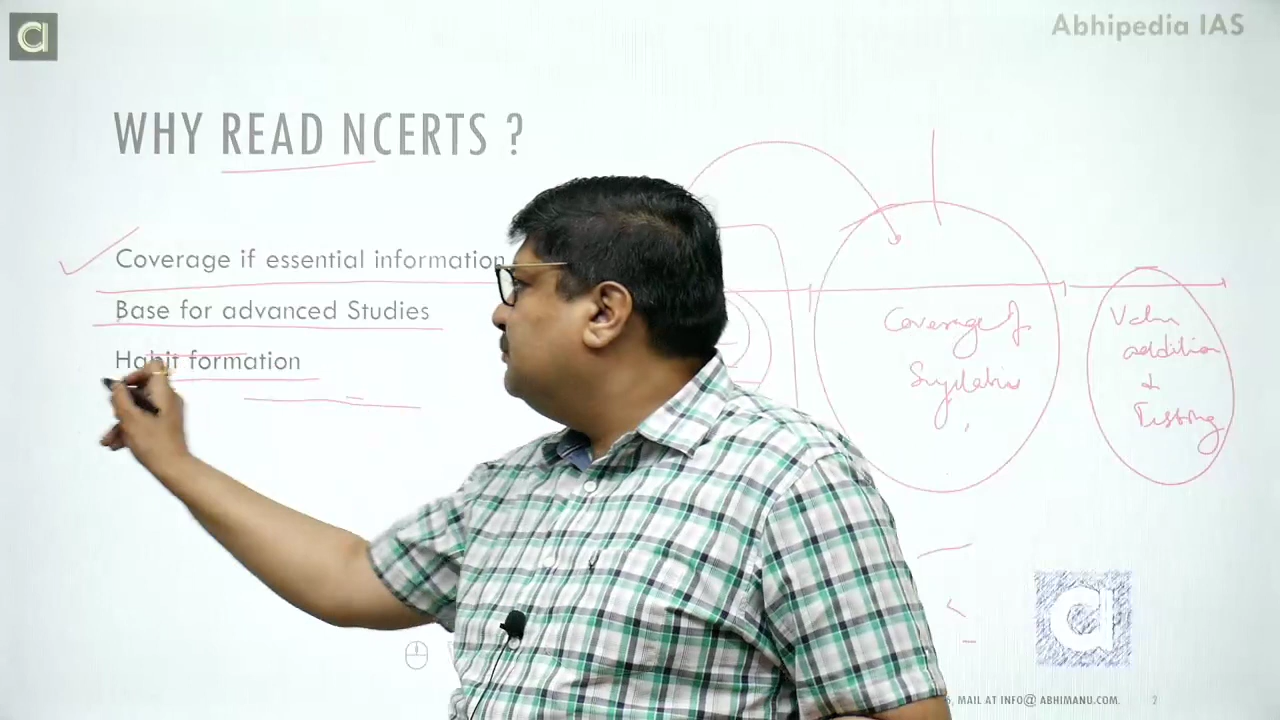 Abhipedia IAS
WHY READ NCERTS ?
Coverage if essential information
Base for advanced Studies
Habit formation
Coverage of
Syllabus
Value
addition
&
Testing
MAIL AT INFO@ ABHIMANU.COM.
2